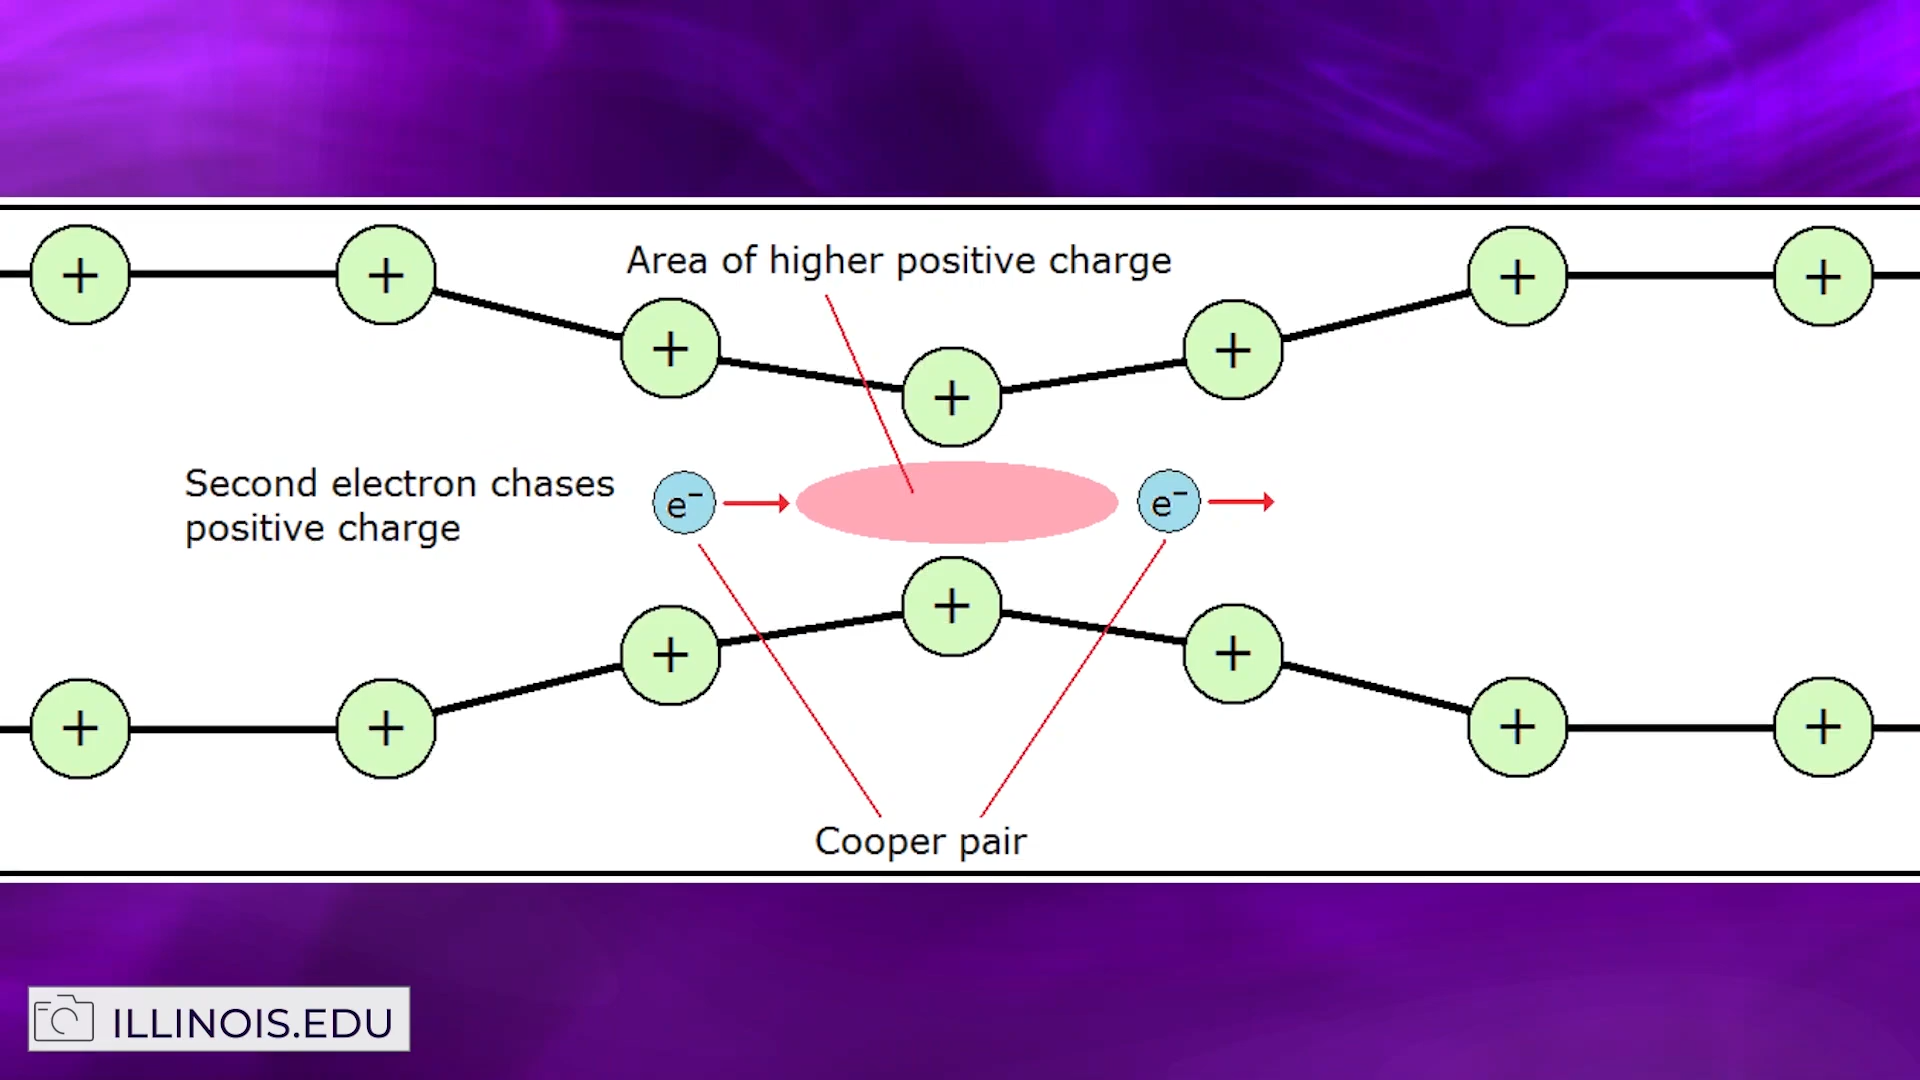 Area of higher positive charge
+ + + + + + +
Second electron chases
positive charge
e⁻ e⁻
+ + + + + + +
Cooper pair
ILLINOIS.EDU